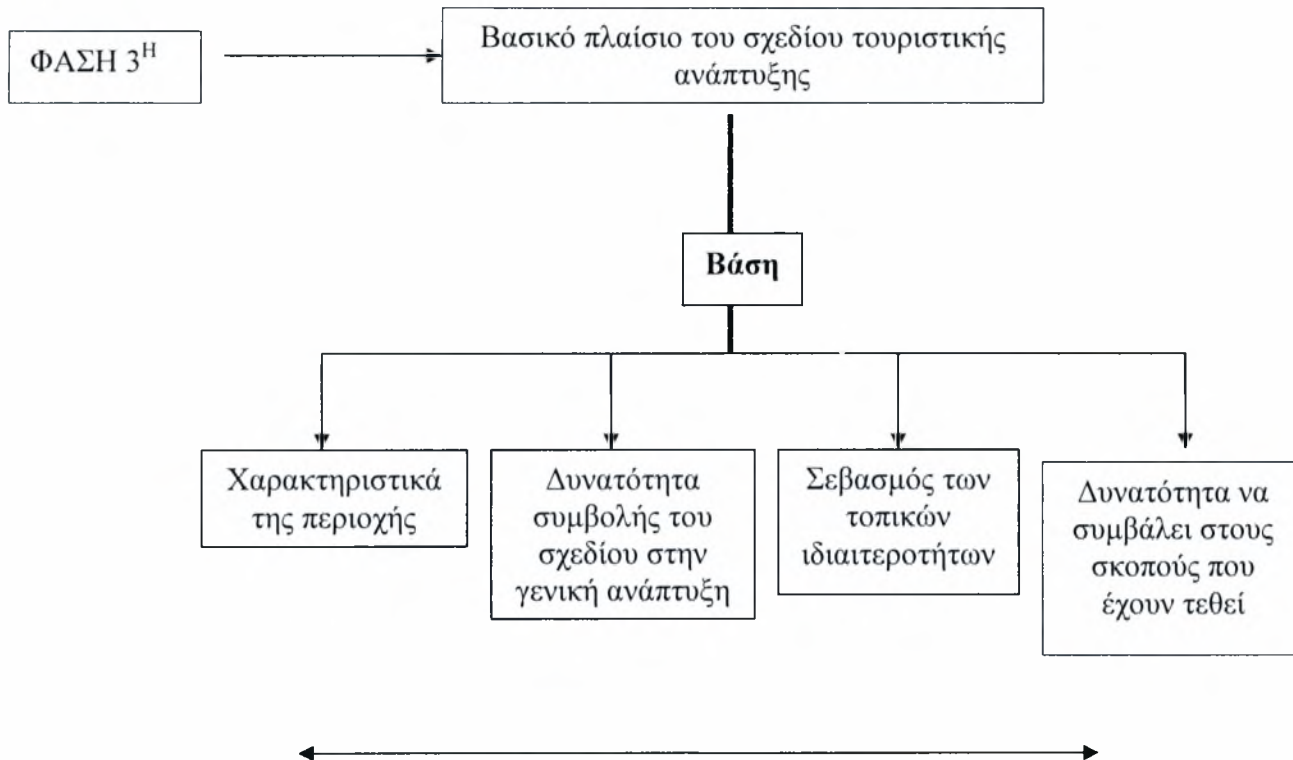 ΦΑΣΗ 3Η
Βασικό πλαίσιο του σχεδίου τουριστικής
ανάπτυξης
Βάση
Χαρακτηριστικά
της περιοχής
Δυνατότητα
συμβολής του
σχεδίου στην
γενική ανάπτυξη
Σεβασμός των
τοπικών
ιδιαιτεροτήτων
Δυνατότητα να
συμβάλει στους
σκοπούς που
έχουν τεθεί